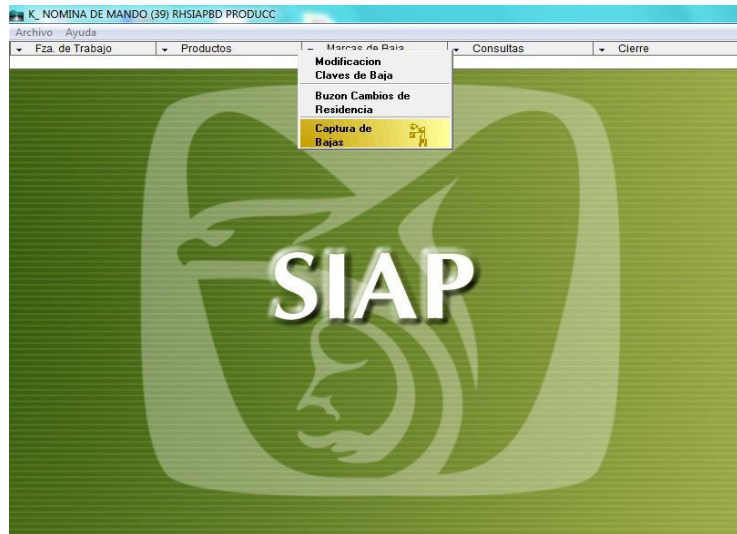 K_ NOMINA DE MANDO (39) RHSIAPBD PRODUCC
Archivo Ayuda
Fza. de Trabajo Productos Marcas de Baja Consultas Cierre
Modificacion
Claves de Baja
Buzon Cambios de
Residencia
Captura de
Bajas
SIAP